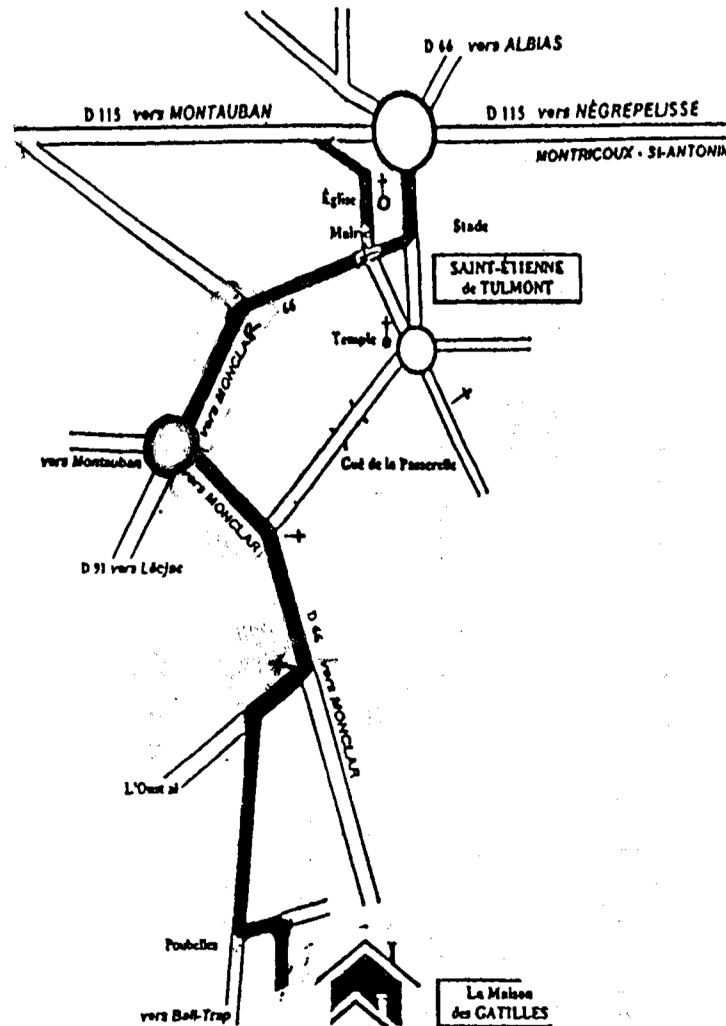 D 66 vers ALBIAS
D 115 vers MONTAUBAN
D 115 vers NÈGREPELISSE
MONTRICOUX - St-ANTONIN
Église
Mairie
Stade
SAINT-ÉTIENNE
de TULMONT
66
Temple
vers MONCLAR
vers Montauban
Gué de la Passerelle
vers MONCLAR
D 91 vers Léojac
D 66 vers MONCLAR
L'Oustal
Poubelles
vers Ball-Trap
La Maison
des GATILLES